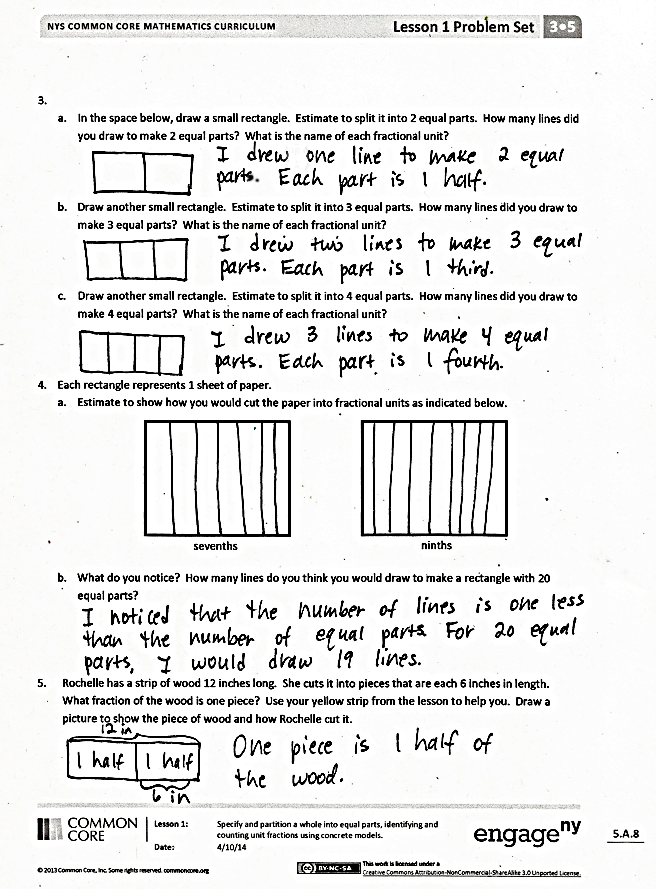 NYS COMMON CORE MATHEMATICS CURRICULUM Lesson 1 Problem Set 3•5
3.
a. In the space below, draw a small rectangle. Estimate to split it into 2 equal parts. How many lines did
you draw to make 2 equal parts? What is the name of each fractional unit?
I drew one line to make 2 equal
parts. Each part is 1 half.
b. Draw another small rectangle. Estimate to split it into 3 equal parts. How many lines did you draw to
make 3 equal parts? What is the name of each fractional unit?
I drew two lines to make 3 equal
parts. Each part is 1 third.
c. Draw another small rectangle. Estimate to split it into 4 equal parts. How many lines did you draw to
make 4 equal parts? What is the name of each fractional unit?
I drew 3 lines to make 4 equal
parts. Each part is 1 fourth.
4. Each rectangle represents 1 sheet of paper.
a. Estimate to show how you would cut the paper into fractional units as indicated below.
sevenths ninths
b. What do you notice? How many lines do you think you would draw to make a rectangle with 20
equal parts?
I noticed that the number of lines is one less
than the number of equal parts. For 20 equal
parts, I would draw 19 lines.
5. Rochelle has a strip of wood 12 inches long. She cuts it into pieces that are each 6 inches in length.
What fraction of the wood is one piece? Use your yellow strip from the lesson to help you. Draw a
picture to show the piece of wood and how Rochelle cut it.
12 in
1 half 1 half
6 in
One piece is 1 half of
the wood.
COMMON CORE
Lesson 1: Specify and partition a whole into equal parts, identifying and
counting unit fractions using concrete models.
Date: 4/10/14
engage ny
5.A.8
© 2013 Common Core, Inc. Some rights reserved. commoncore.org
(cc) BY-NC-SA This work is licensed under a
Creative Commons Attribution-NonCommercial-ShareAlike 3.0 Unported License.